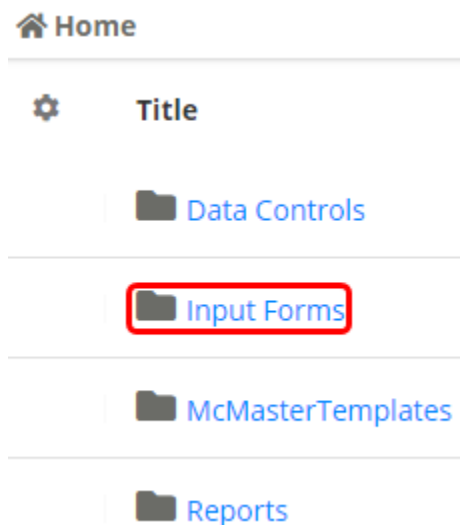 Home
Title
Data Controls
Input Forms
McMasterTemplates
Reports